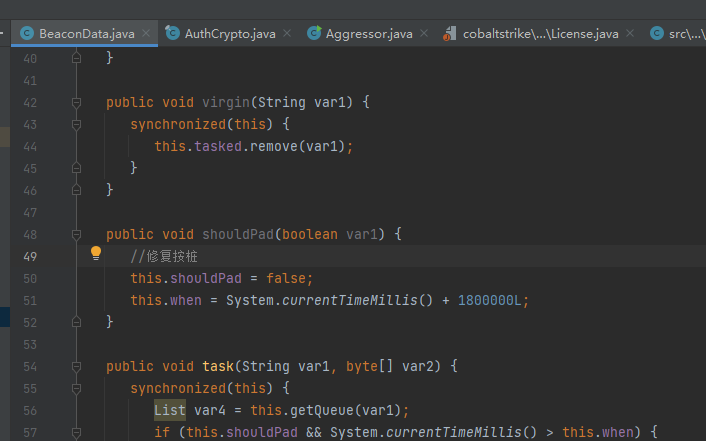 BeaconData.java × AuthCrypto.java × Aggressor.java × cobaltstrike\...\License.java × src\...\
40 }
41
42 public void virgin(String var1) {
43 synchronized(this) {
44 this.tasked.remove(var1);
45 }
46 }
47
48 public void shouldPad(boolean var1) {
49 //修复按桩
50 this.shouldPad = false;
51 this.when = System.currentTimeMillis() + 1800000L;
52 }
53
54 public void task(String var1, byte[] var2) {
55 synchronized(this) {
56 List var4 = this.getQueue(var1);
57 if (this.shouldPad && System.currentTimeMillis() > this.when) {